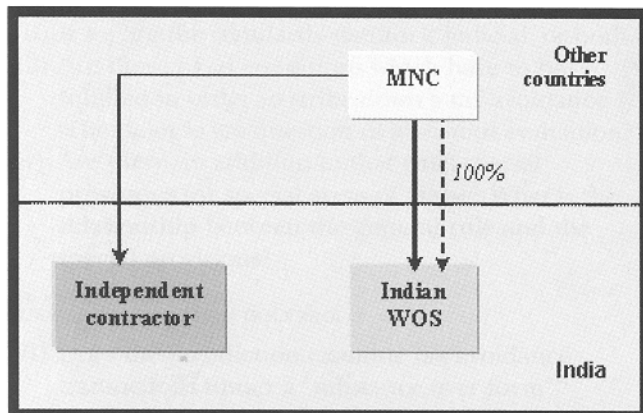 Other
countries
MNC
100%
Independent
contractor
Indian
WOS
India